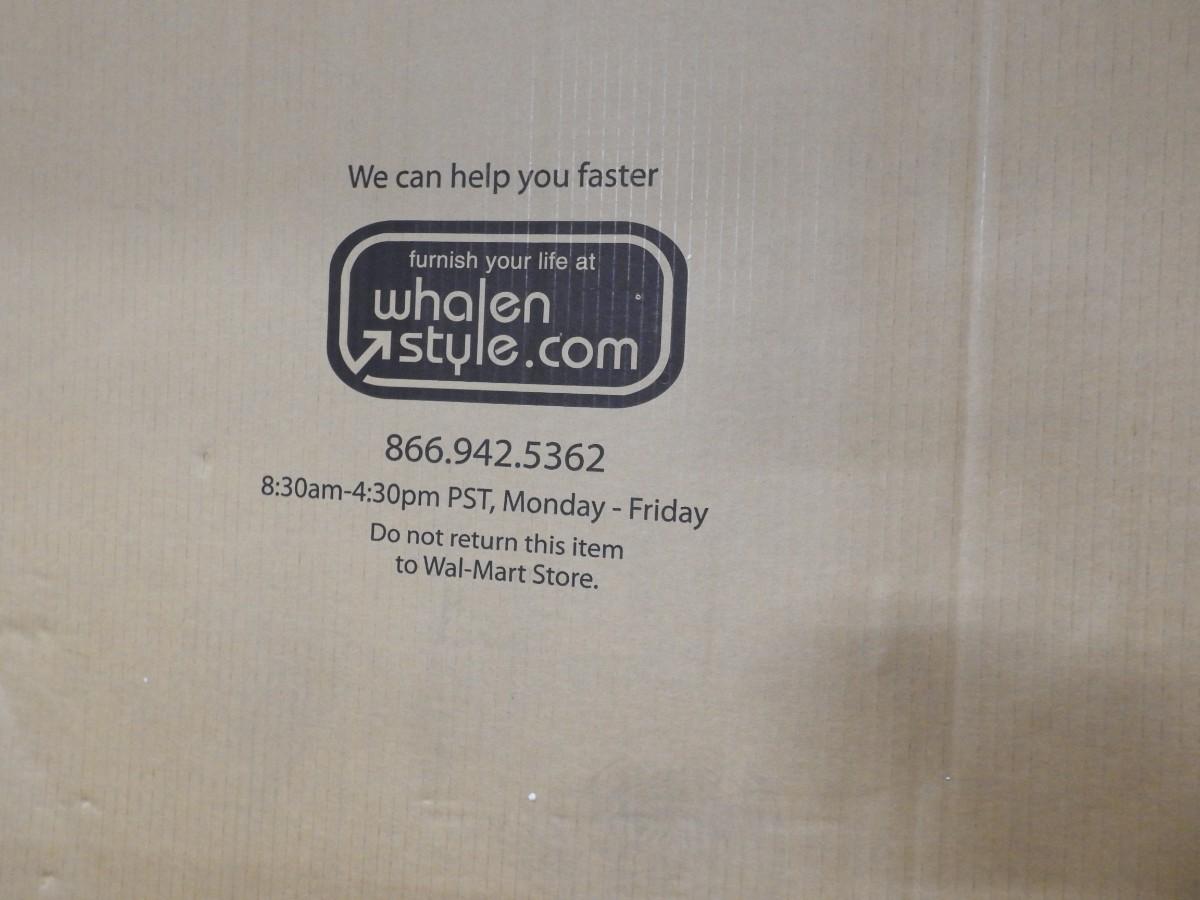 We can help you faster
furnish your life at
whalen
style.com
866.942.5362
8:30am-4:30pm PST, Monday - Friday
Do not return this item
to Wal-Mart Store.